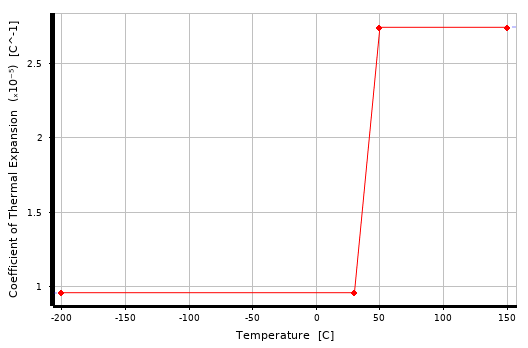 Coefficient of Thermal Expansion (ₓ10⁻⁵) [C^-1]
2.5
2
1.5
1
-200 -150 -100 -50 0 50 100 150
Temperature [C]